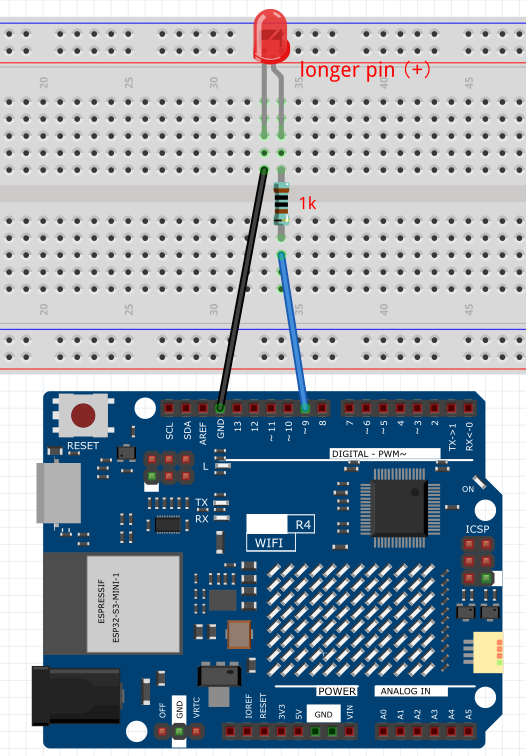 longer pin (+)
20
25
30
35
40
45
1k
20
25
30
35
40
45
RESET
SCL
SDA
AREF
GND
13
12
~11
~10
~9
8
7
~6
~5
4
~3
2
TX->1
RX<-0
DIGITAL - PWM~
L
TX
RX
ON
R4
WIFI
ICSP
ESPRESSIF
ESP32-S3-MINI-1
POWER
ANALOG IN
OFF
GND
VRTC
IOREF
RESET
3V3
5V
GND
VIN
A0
A1
A2
A3
A4
A5